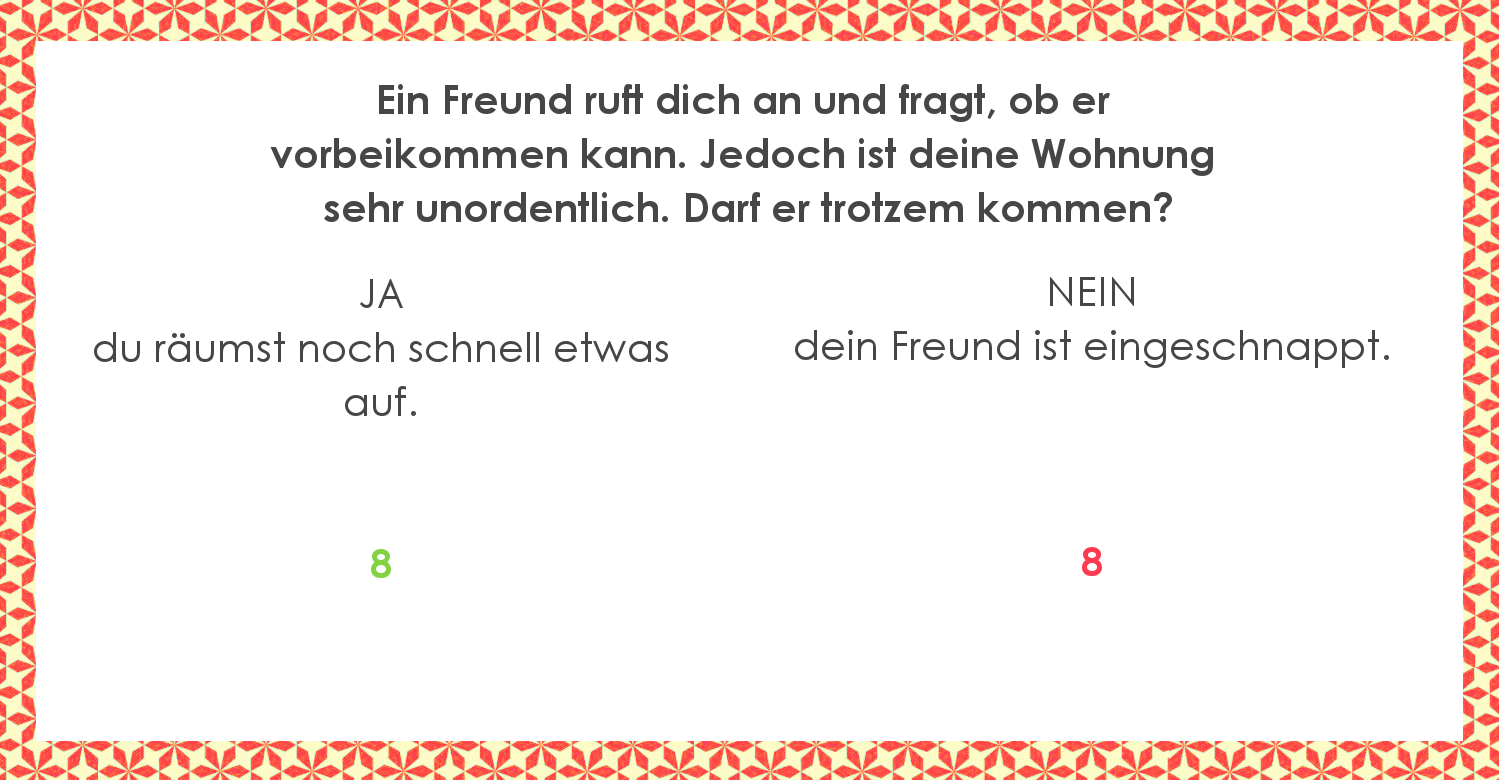 Ein Freund ruft dich an und fragt, ob er
vorbeikommen kann. Jedoch ist deine Wohnung
sehr unordentlich. Darf er trotzem kommen?
JA
du räumst noch schnell etwas
auf.
8
NEIN
dein Freund ist eingeschnappt.
8